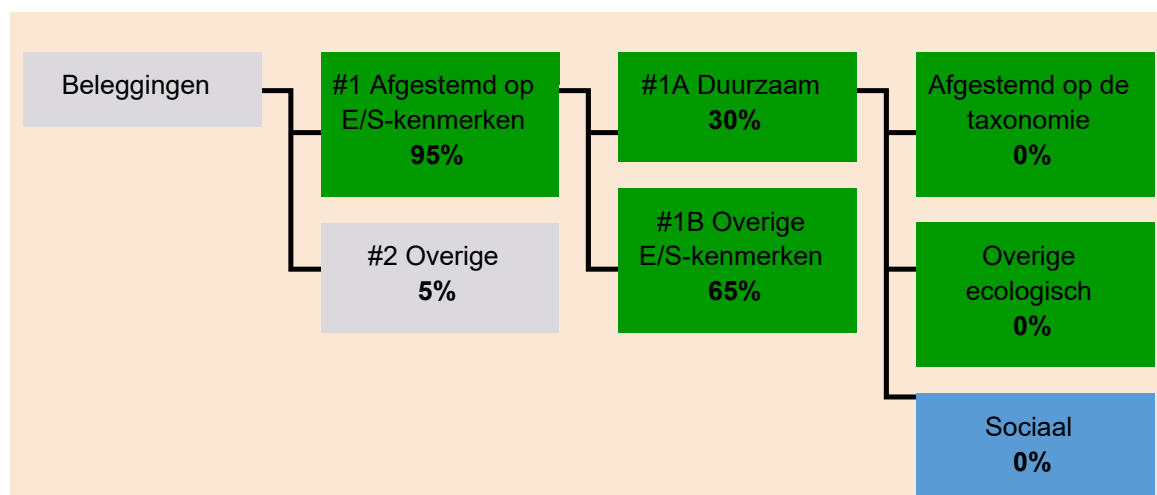 Beleggingen
#1 Afgestemd op
E/S-kenmerken
95%
#2 Overige
5%
#1A Duurzaam
30%
#1B Overige
E/S-kenmerken
65%
Afgestemd op de
taxonomie
0%
Overige
ecologisch
0%
Sociaal
0%